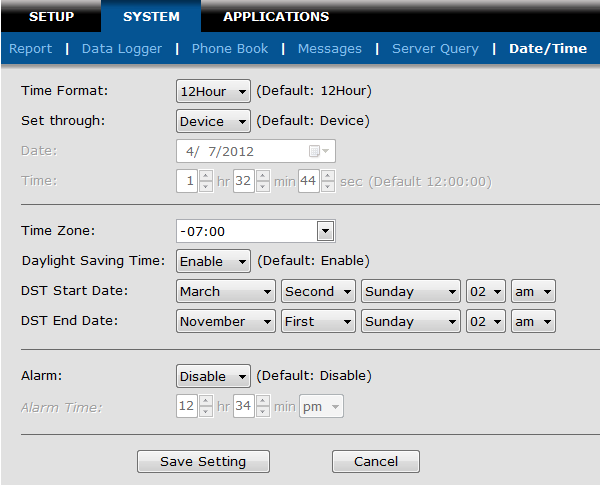 SETUP SYSTEM APPLICATIONS
Report | Data Logger | Phone Book | Messages | Server Query | Date/Time
Time Format: 12Hour (Default: 12Hour)
Set through: Device (Default: Device)
Date: 4/ 7/2012
Time: 1 hr 32 min 44 sec (Default 12:00:00)
Time Zone: -07:00
Daylight Saving Time: Enable (Default: Enable)
DST Start Date: March Second Sunday 02 am
DST End Date: November First Sunday 02 am
Alarm: Disable (Default: Disable)
Alarm Time: 12 hr 34 min pm
Save Setting Cancel